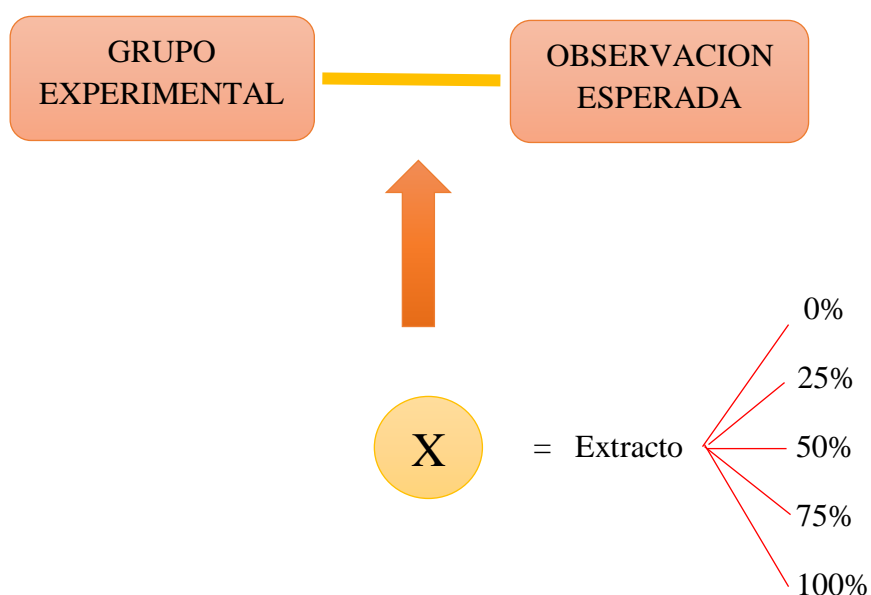 GRUPO
EXPERIMENTAL
OBSERVACION
ESPERADA
0%
25%
X = Extracto 50%
75%
100%